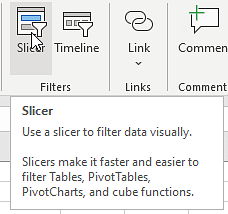 Slicer Timeline Link Comment
Filters Links Comment
Slicer
Use a slicer to filter data visually.
Slicers make it faster and easier to
filter Tables, PivotTables,
PivotCharts, and cube functions.